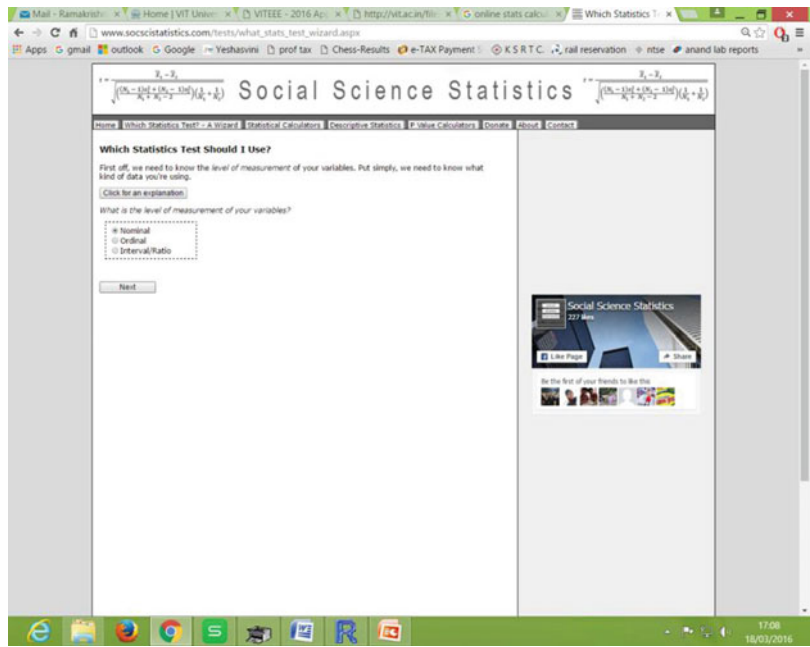 Mail - Ramakrishn
Home | VIT Univer
VITEEE - 2016 Ap
http://vit.ac.in/file
online stats calcul
Which Statistics T
www.socscistatistics.com/tests/what_stats_test_wizard.aspx
Apps gmail outlook Google Yeshasvini prof tax Chess-Results e-TAX Payment S K S R T C. rail reservation ntse anand lab reports
Social Science Statistics
Home Which Statistics Test? - A Wizard Statistical Calculators Descriptive Statistics P Value Calculators Donate About Contact
Which Statistics Test Should I Use?
First off, we need to know the level of measurement of your variables. Put simply, we need to know what
kind of data you're using.
Click for an explanation
What is the level of measurement of your variables?
Nominal
Ordinal
Interval/Ratio
Next
Social Science Statistics
227 likes
Like Page
Share
Be the first of your friends to like this
17:08
18/03/2016